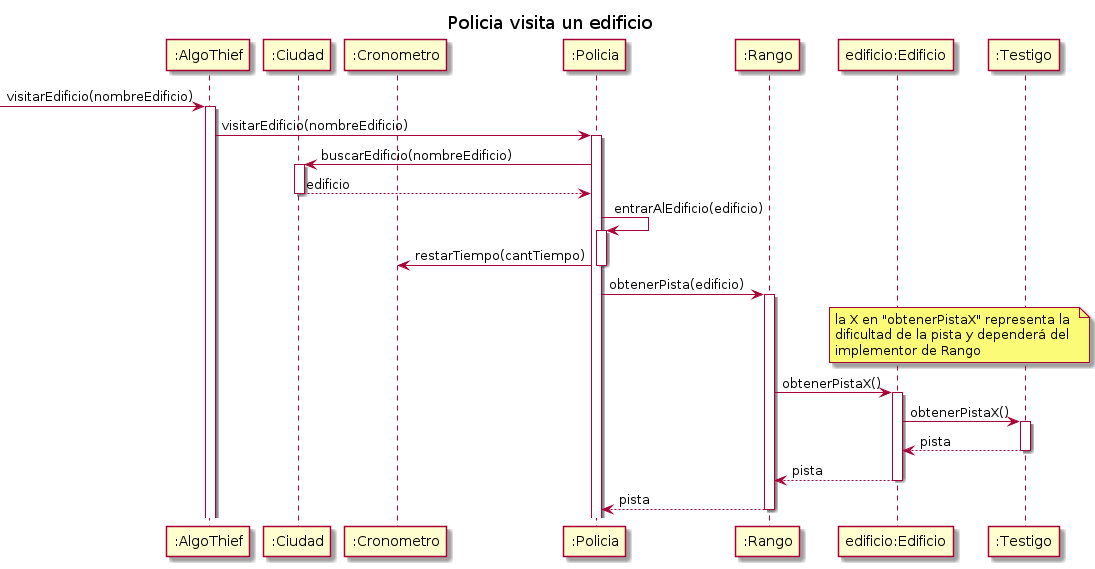 Policia visita un edificio
:AlgoThief
:Ciudad
:Cronometro
:Policia
:Rango
edificio:Edificio
:Testigo
visitarEdificio(nombreEdificio)
visitarEdificio(nombreEdificio)
buscarEdificio(nombreEdificio)
edificio
entrarAlEdificio(edificio)
restarTiempo(cantTiempo)
obtenerPista(edificio)
la X en "obtenerPistaX" representa la
dificultad de la pista y dependerá del
implementor de Rango
obtenerPistaX()
obtenerPistaX()
pista
pista
pista
:AlgoThief
:Ciudad
:Cronometro
:Policia
:Rango
edificio:Edificio
:Testigo